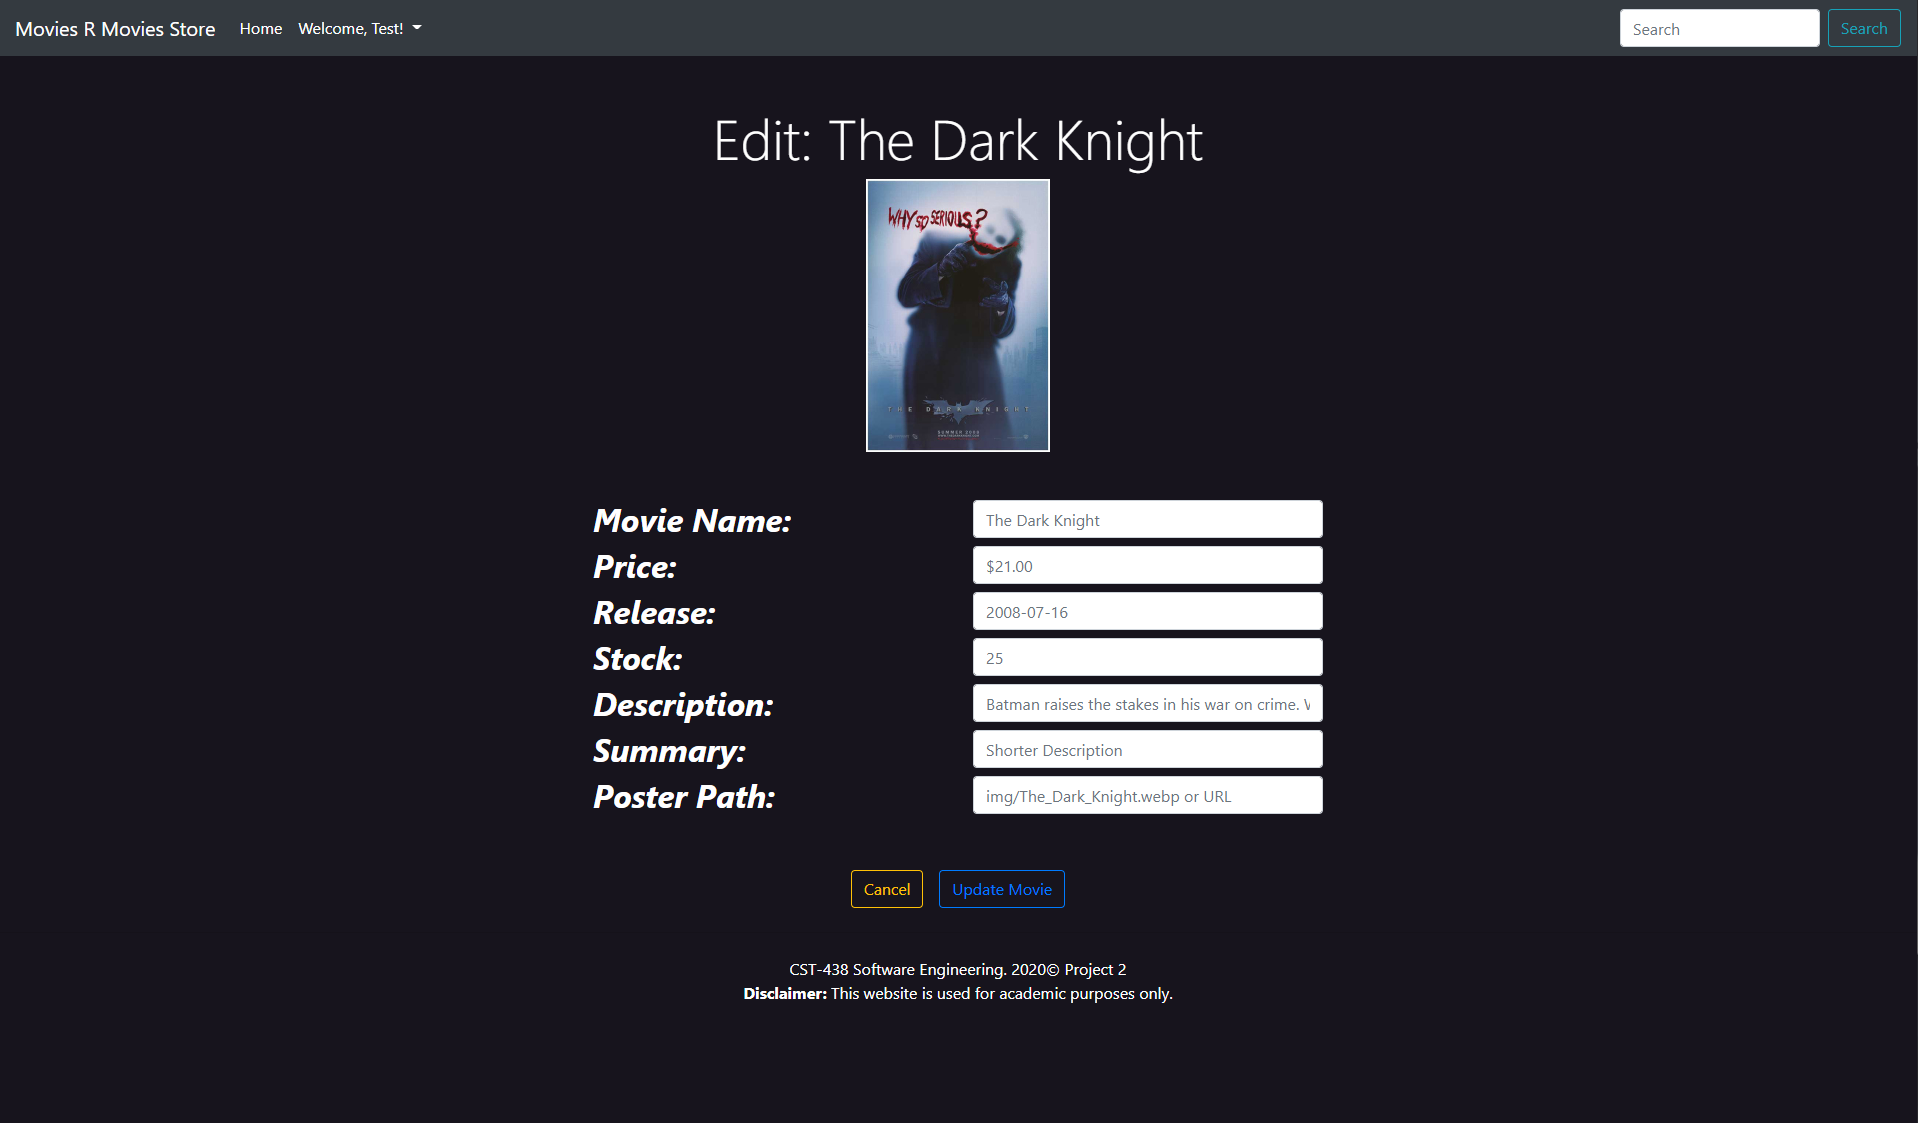 Movies R Movies Store Home Welcome, Test! Search Search
Edit: The Dark Knight
WHY SO SERIOUS?
THE DARK KNIGHT
SUMMER 2008
Movie Name: The Dark Knight
Price: $21.00
Release: 2008-07-16
Stock: 25
Description: Batman raises the stakes in his war on crime.
Summary: Shorter Description
Poster Path: img/The_Dark_Knight.webp or URL
Cancel Update Movie
CST-438 Software Engineering. 2020© Project 2
Disclaimer: This website is used for academic purposes only.